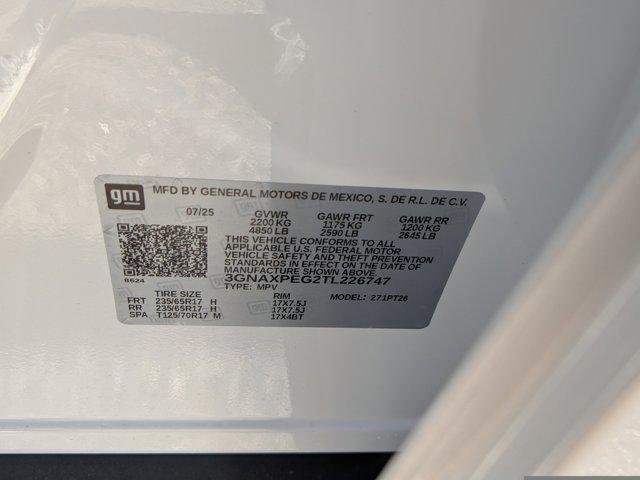 gm MFD BY GENERAL MOTORS DE MEXICO, S. DE R.L. DE C.V.
07/25 GVWR GAWR FRT GAWR RR
2200 KG 1175 KG 1200 KG
4850 LB 2590 LB 2645 LB
THIS VEHICLE CONFORMS TO ALL
APPLICABLE U.S. FEDERAL MOTOR
VEHICLE SAFETY AND THEFT PREVENTION
STANDARDS IN EFFECT ON THE DATE OF
MANUFACTURE SHOWN ABOVE.
8624 3GNAXPEG2TL226747
TYPE: MPV
TIRE SIZE RIM MODEL: 271PT26
FRT 235/65R17 H 17X7.5J
RR 235/65R17 H 17X7.5J
SPA T125/70R17 M 17X4BT